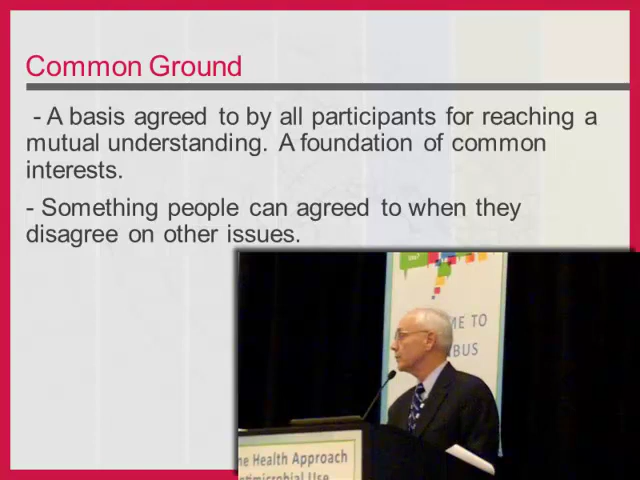 Common Ground
- A basis agreed to by all participants for reaching a
mutual understanding. A foundation of common
interests.
- Something people can agreed to when they
disagree on other issues.
ME TO
BUS
ne Health Approach
timicrobial Use